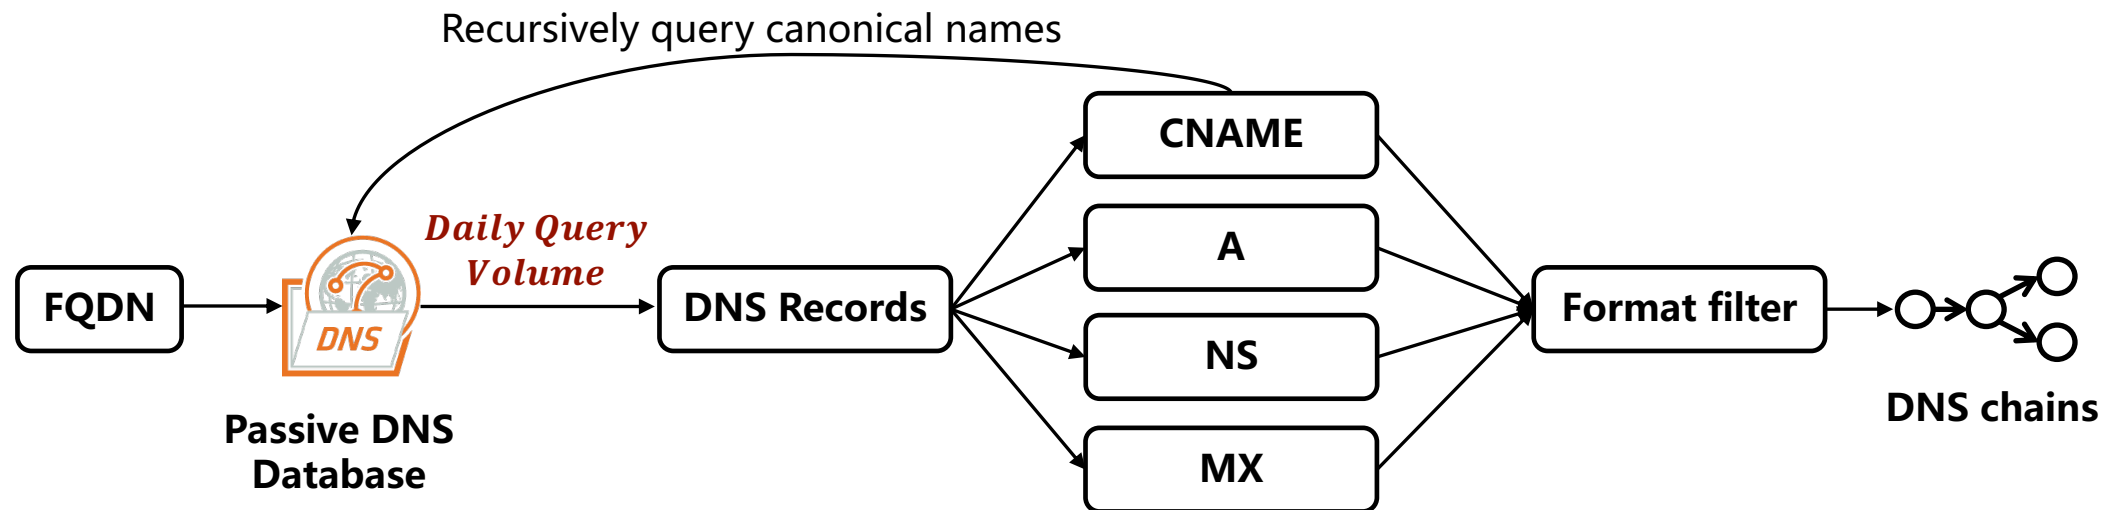 Recursively query canonical names
FQDN
DNS
Passive DNS
Database
Daily Query
Volume
DNS Records
CNAME
A
NS
MX
Format filter
DNS chains